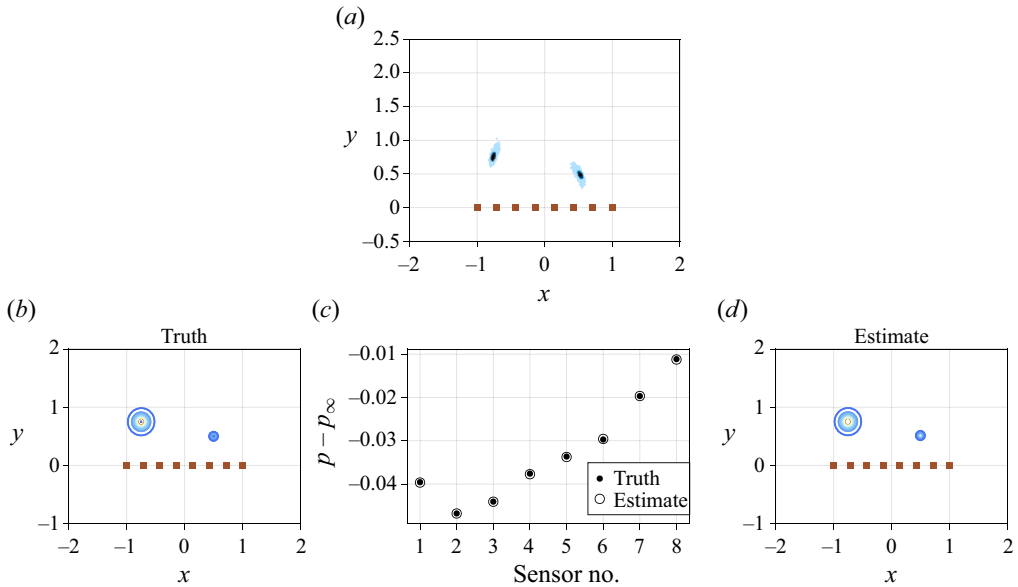 (a)
2.5
2.0
1.5
y
1.0
0.5
0
–0.5
–2 –1 0 1 2
x
(b)
Truth
2
1
y
0
–1
–2 –1 0 1 2
x
(c)
–0.01
–0.02
p – p∞
–0.03
–0.04
Truth
Estimate
1 2 3 4 5 6 7 8
Sensor no.
(d)
Estimate
2
1
y
0
–1
–2 –1 0 1 2
x